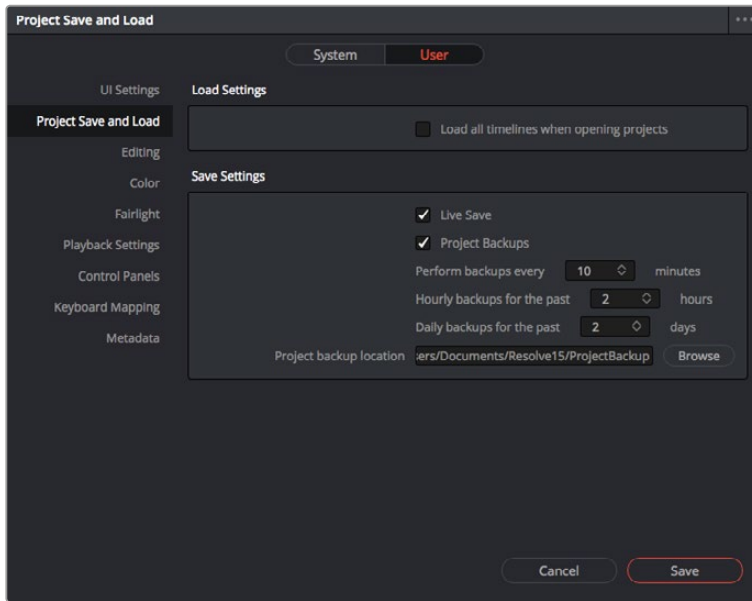 Project Save and Load
System User
UI Settings
Project Save and Load
Editing
Color
Fairlight
Playback Settings
Control Panels
Keyboard Mapping
Metadata
Load Settings
Load all timelines when opening projects
Save Settings
Live Save
Project Backups
Perform backups every 10 minutes
Hourly backups for the past 2 hours
Daily backups for the past 2 days
Project backup location ers/Documents/Resolve15/ProjectBackup Browse
Cancel Save